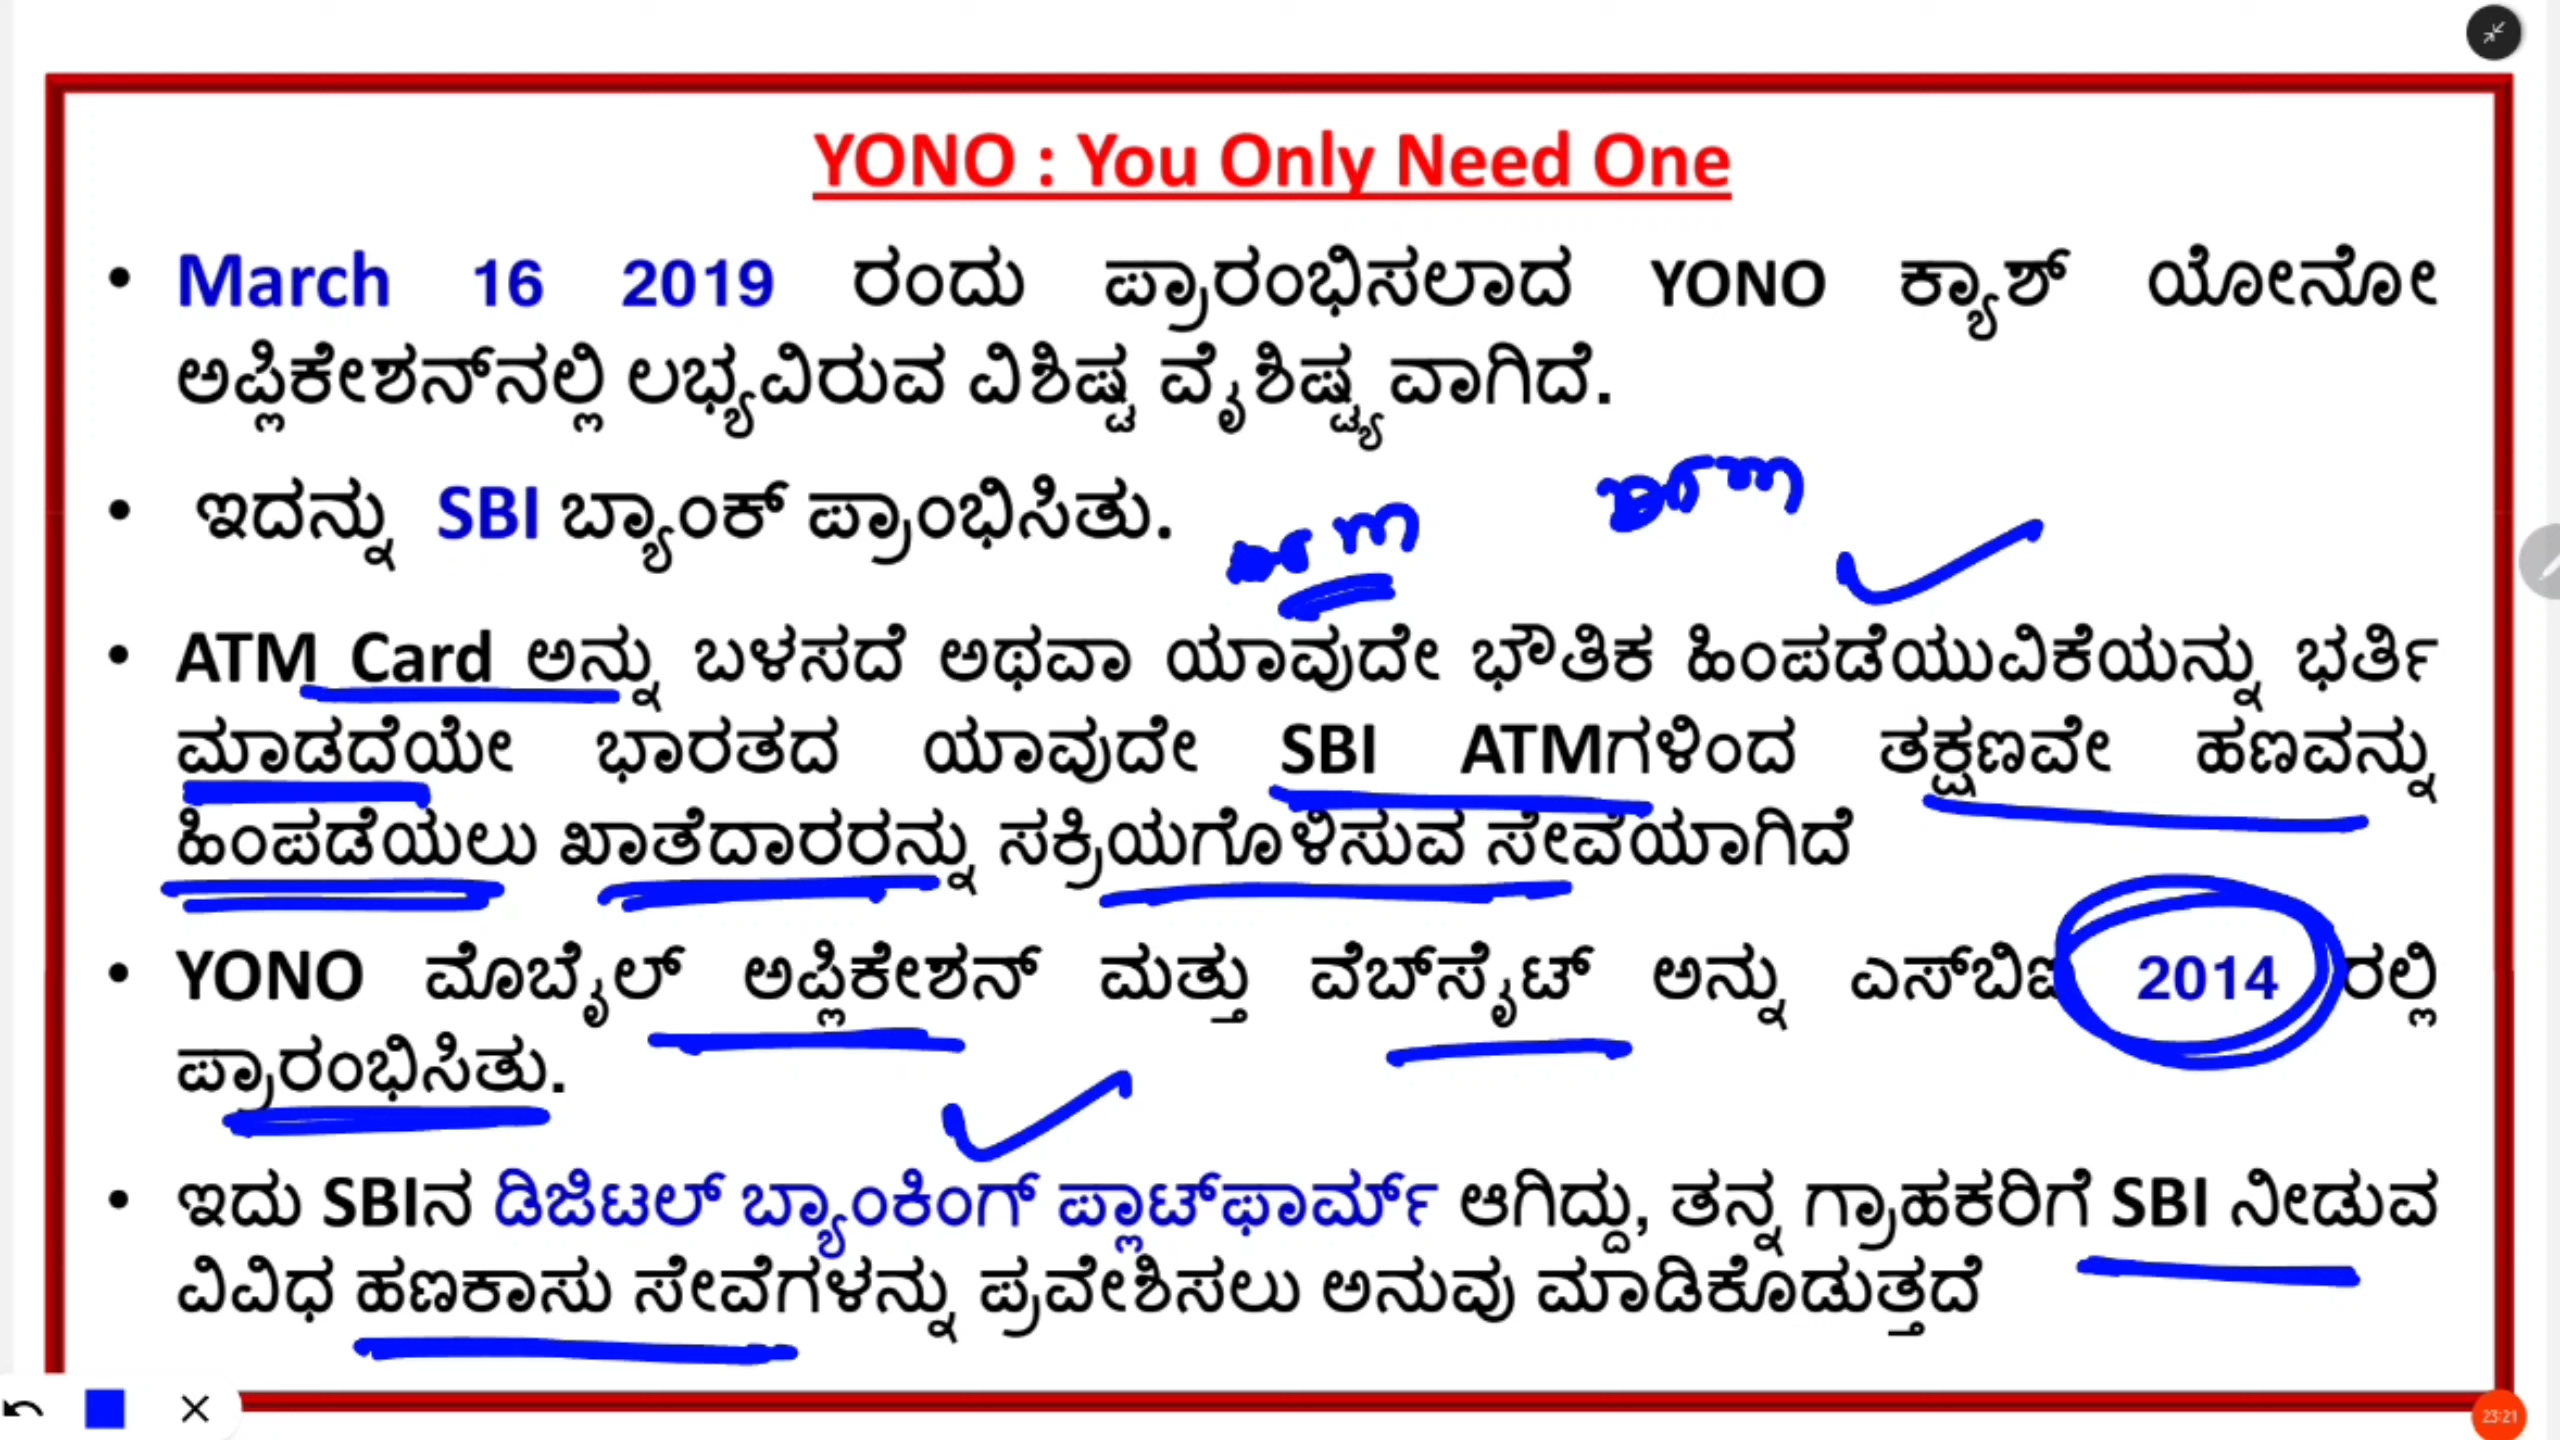 YONO : You Only Need One
• March 16 2019 ರಂದು ಪ್ರಾರಂಭಿಸಲಾದ YONO ಕ್ಯಾಶ್ ಯೋನೋ
ಅಪ್ಲಿಕೇಶನ್‌ನಲ್ಲಿ ಲಭ್ಯವಿರುವ ವಿಶಿಷ್ಟ ವೈಶಿಷ್ಟ್ಯವಾಗಿದೆ.
• ಇದನ್ನು SBI ಬ್ಯಾಂಕ್ ಪ್ರಾಂಭಿಸಿತು.
• ATM Card ಅನ್ನು ಬಳಸದೆ ಅಥವಾ ಯಾವುದೇ ಭೌತಿಕ ಹಿಂಪಡೆಯುವಿಕೆಯನ್ನು ಭರ್ತಿ
ಮಾಡದೆಯೇ ಭಾರತದ ಯಾವುದೇ SBI ATMಗಳಿಂದ ತಕ್ಷಣವೇ ಹಣವನ್ನು
ಹಿಂಪಡೆಯಲು ಖಾತೆದಾರರನ್ನು ಸಕ್ರಿಯಗೊಳಿಸುವ ಸೇವೆಯಾಗಿದೆ
• YONO ಮೊಬೈಲ್ ಅಪ್ಲಿಕೇಶನ್ ಮತ್ತು ವೆಬ್‌ಸೈಟ್ ಅನ್ನು 2014 ರಲ್ಲಿ
ಪ್ರಾರಂಭಿಸಿತು.
• ಇದು SBIನ ಡಿಜಿಟಲ್ ಬ್ಯಾಂಕಿಂಗ್ ಪ್ಲಾಟ್‌ಫಾರ್ಮ್ ಆಗಿದ್ದು, ತನ್ನ ಗ್ರಾಹಕರಿಗೆ SBI ನೀಡುವ
ವಿವಿಧ ಹಣಕಾಸು ಸೇವೆಗಳನ್ನು ಪ್ರವೇಶಿಸಲು ಅನುವು ಮಾಡಿಕೊಡುತ್ತದೆ
23:21